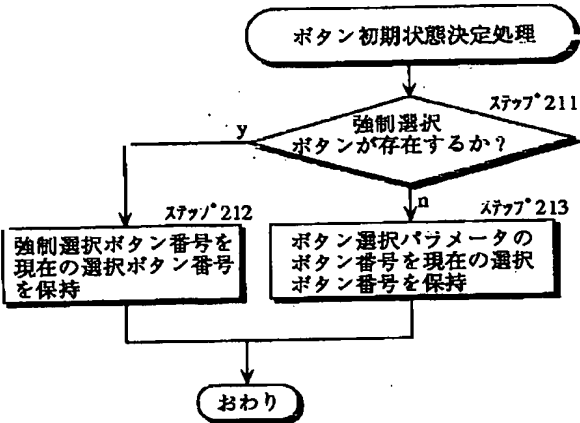 ボタン初期状態決定処理
ステップ211
強制選択
ボタンが存在するか？
y
n
ステップ212
強制選択ボタン番号を
現在の選択ボタン番号
を保持
ステップ213
ボタン選択パラメータの
ボタン番号を現在の選択
ボタン番号を保持
おわり